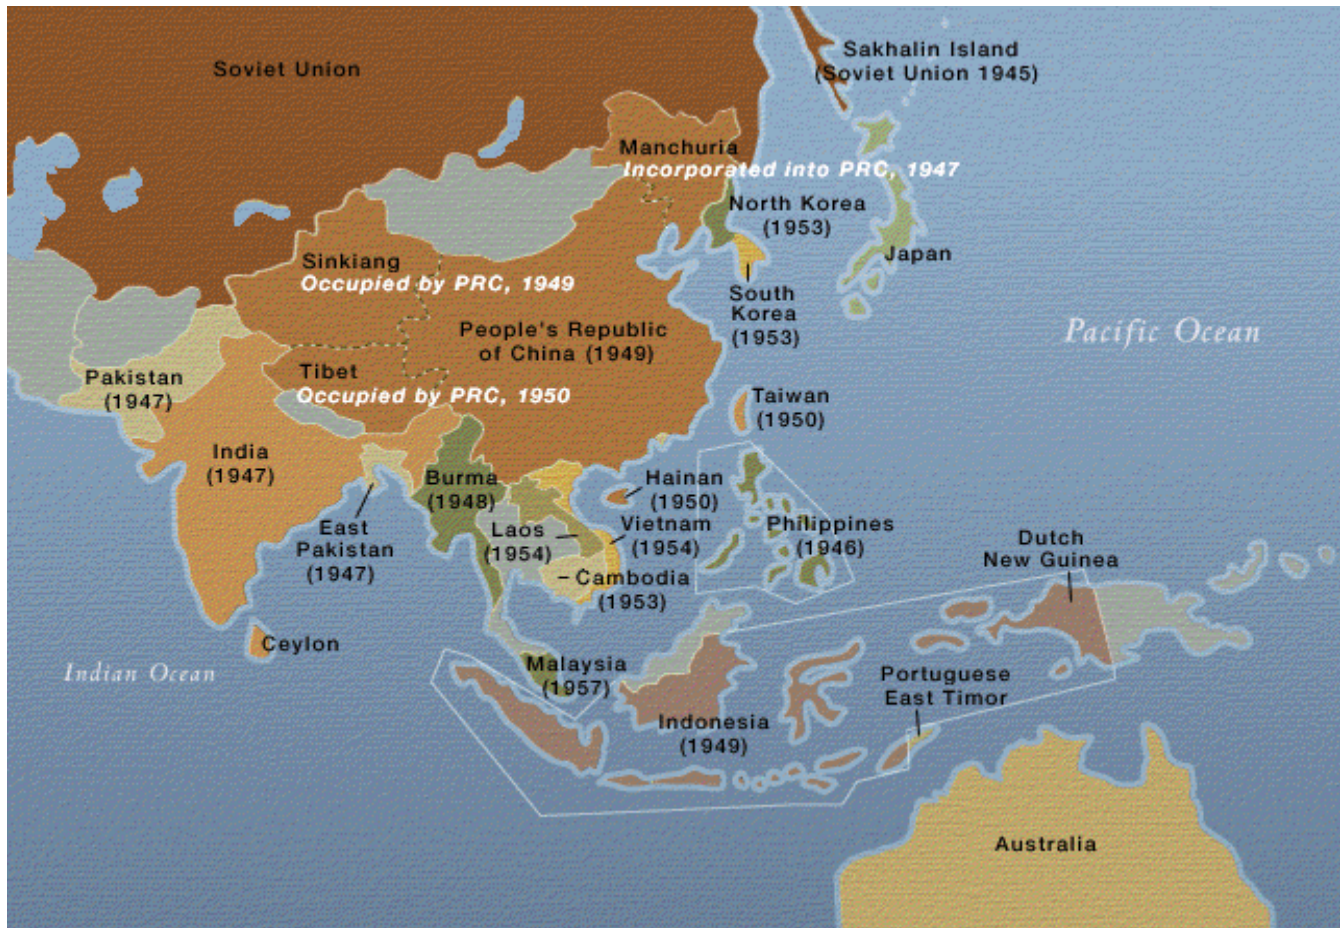 Soviet Union
Sakhalin Island
(Soviet Union 1945)
Manchuria
Incorporated into PRC, 1947
North Korea
(1953)
Japan
Sinkiang
Occupied by PRC, 1949
South
Korea
(1953)
People's Republic
of China (1949)
Pacific Ocean
Tibet
Occupied by PRC, 1950
Pakistan
(1947)
Taiwan
(1950)
India
(1947)
Burma
(1948)
Hainan
(1950)
East
Pakistan
(1947)
Laos
(1954)
Vietnam
(1954)
Philippines
(1946)
Dutch
New Guinea
Cambodia
(1953)
Ceylon
Indian Ocean
Malaysia
(1957)
Portuguese
East Timor
Indonesia
(1949)
Australia